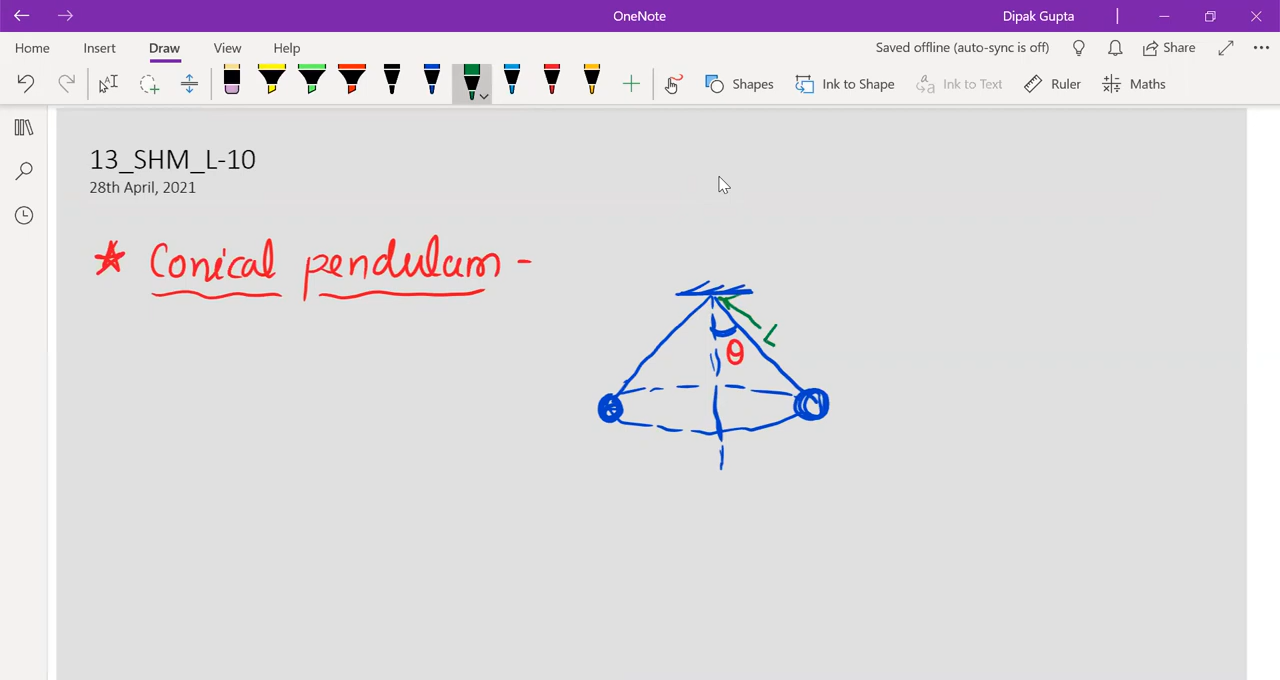 OneNote
Dipak Gupta
Home Insert Draw View Help
Saved offline (auto-sync is off)
Share
Shapes
Ink to Shape
Ink to Text
Ruler
Maths
13_SHM_L-10
28th April, 2021
* Conical pendulam -
L
θ